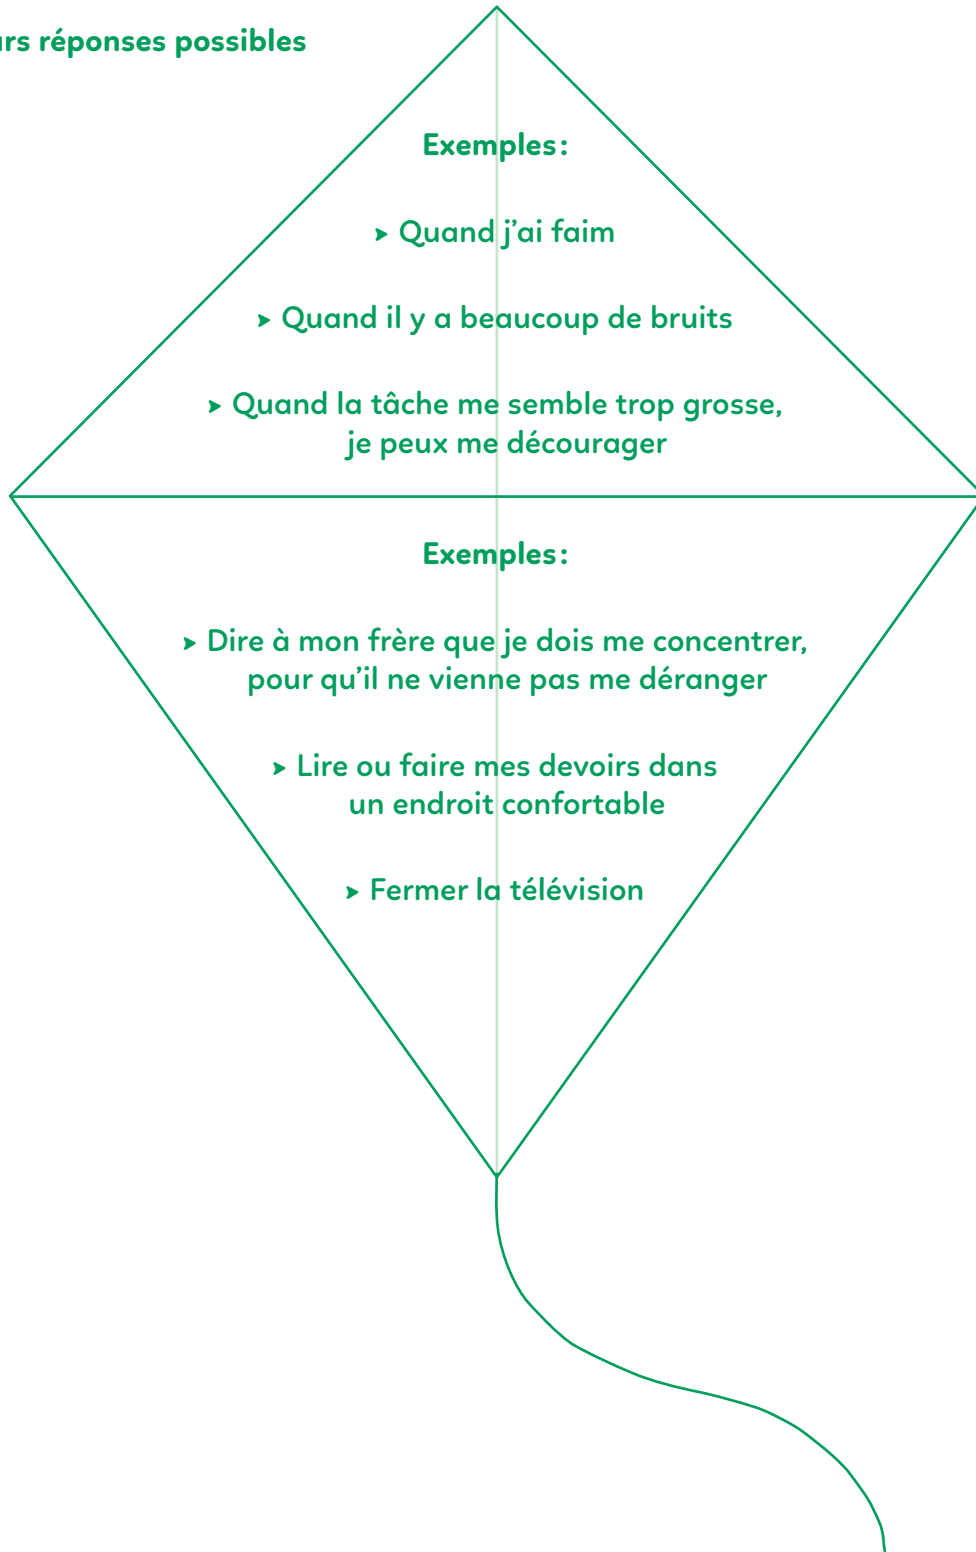 réponses possibles
Exemples :
➤ Quand j’ai faim
➤ Quand il y a beaucoup de bruits
➤ Quand la tâche me semble trop grosse,
je peux me décourager
Exemples :
➤ Dire à mon frère que je dois me concentrer,
pour qu’il ne vienne pas me déranger
➤ Lire ou faire mes devoirs dans
un endroit confortable
➤ Fermer la télévision